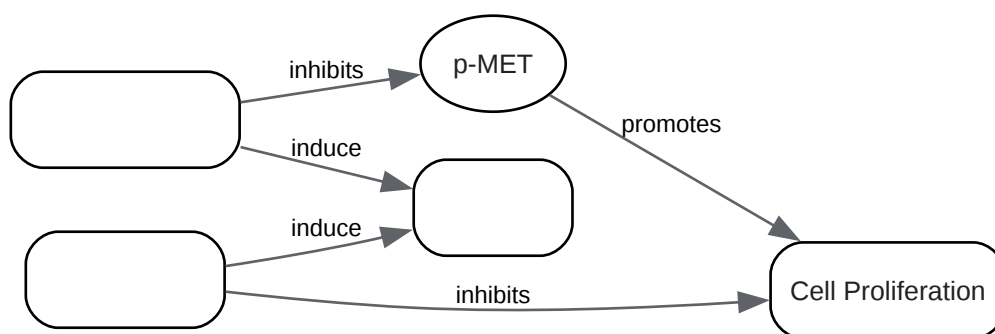 inhibits
p-MET
promotes
induce
induce
inhibits
Cell Proliferation